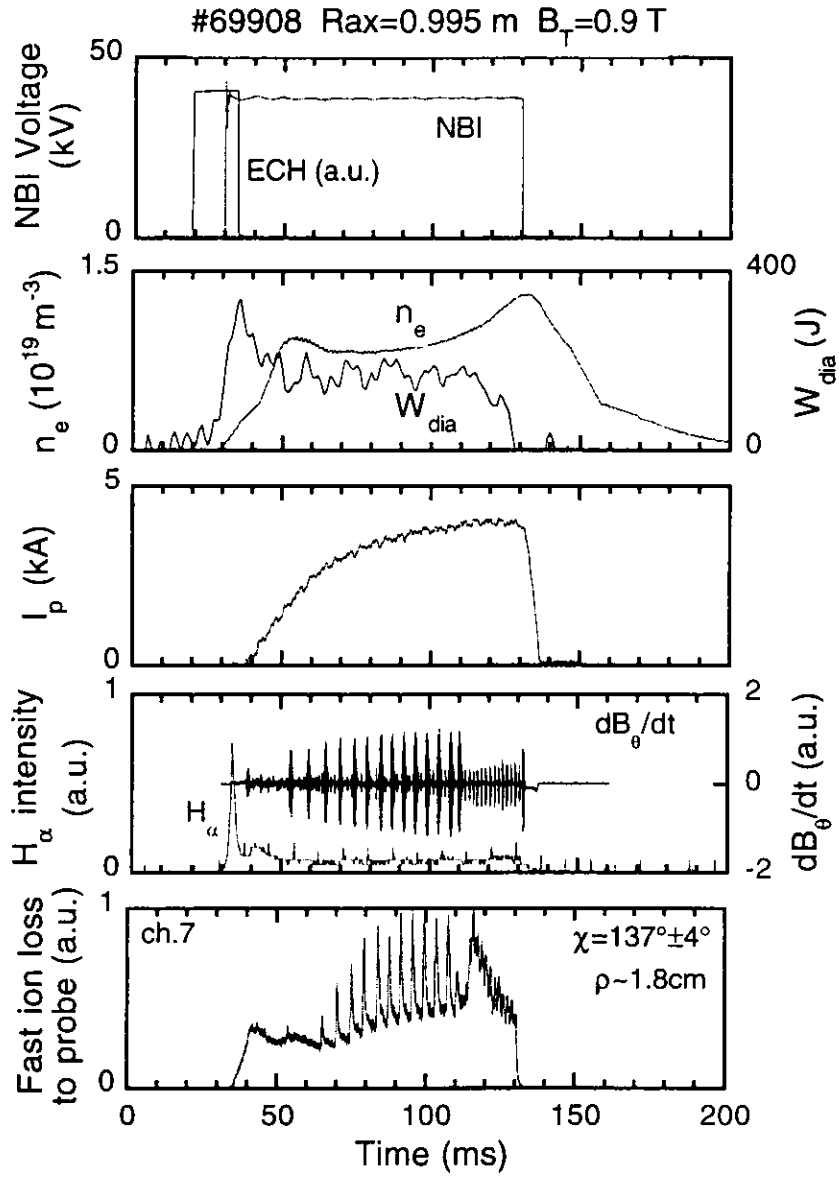 #69908 Rax=0.995 m B_T=0.9 T
50
NBI Voltage
(kV)
0
NBI
ECH (a.u.)
1.5
n_e (10^19 m^-3)
0
n_e
W_dia
400
W_dia (J)
0
5
I_p (kA)
0
1
H_α intensity
(a.u.)
0
dB_θ/dt
H_α
2
0
-2
dB_θ/dt (a.u.)
1
Fast ion loss
to probe (a.u.)
0
ch.7
χ=137°±4°
ρ~1.8cm
0 50 100 150 200
Time (ms)